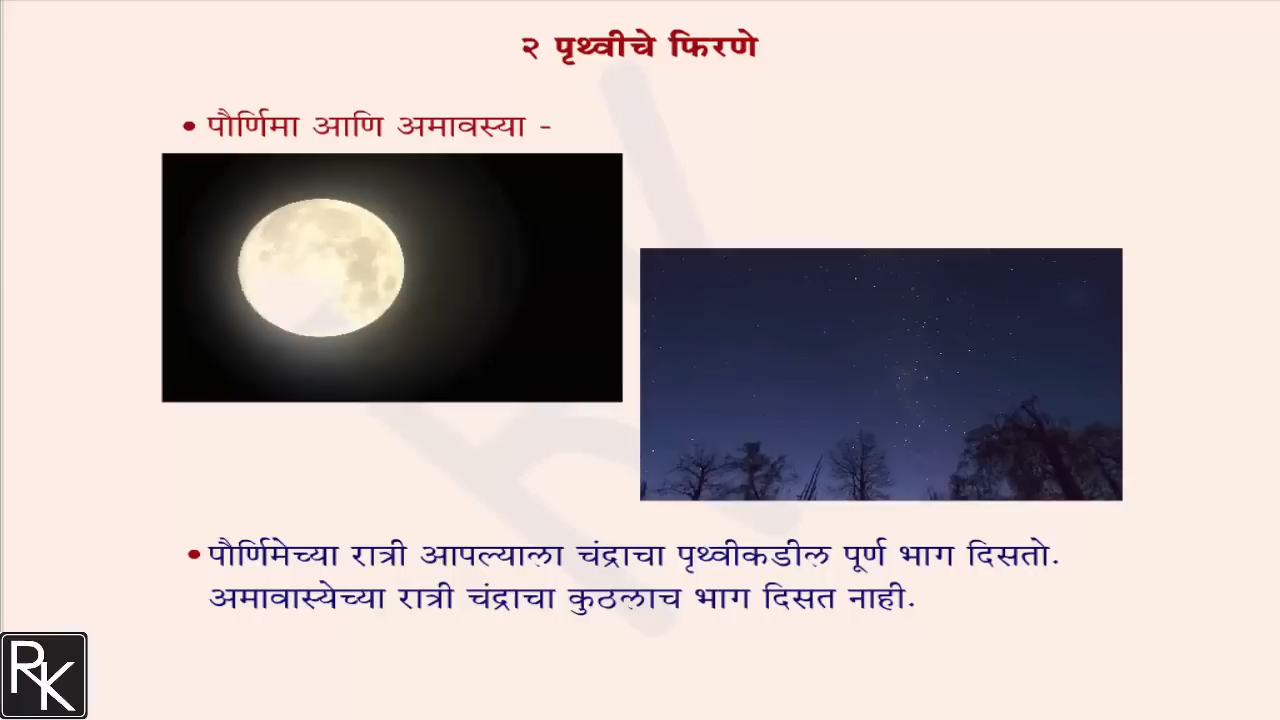 २ पृथ्वीचे फिरणे
• पौर्णिमा आणि अमावस्या -
• पौर्णिमेच्या रात्री आपल्याला चंद्राचा पृथ्वीकडील पूर्ण भाग दिसतो.
अमावास्येच्या रात्री चंद्राचा कुठलाच भाग दिसत नाही.
RK